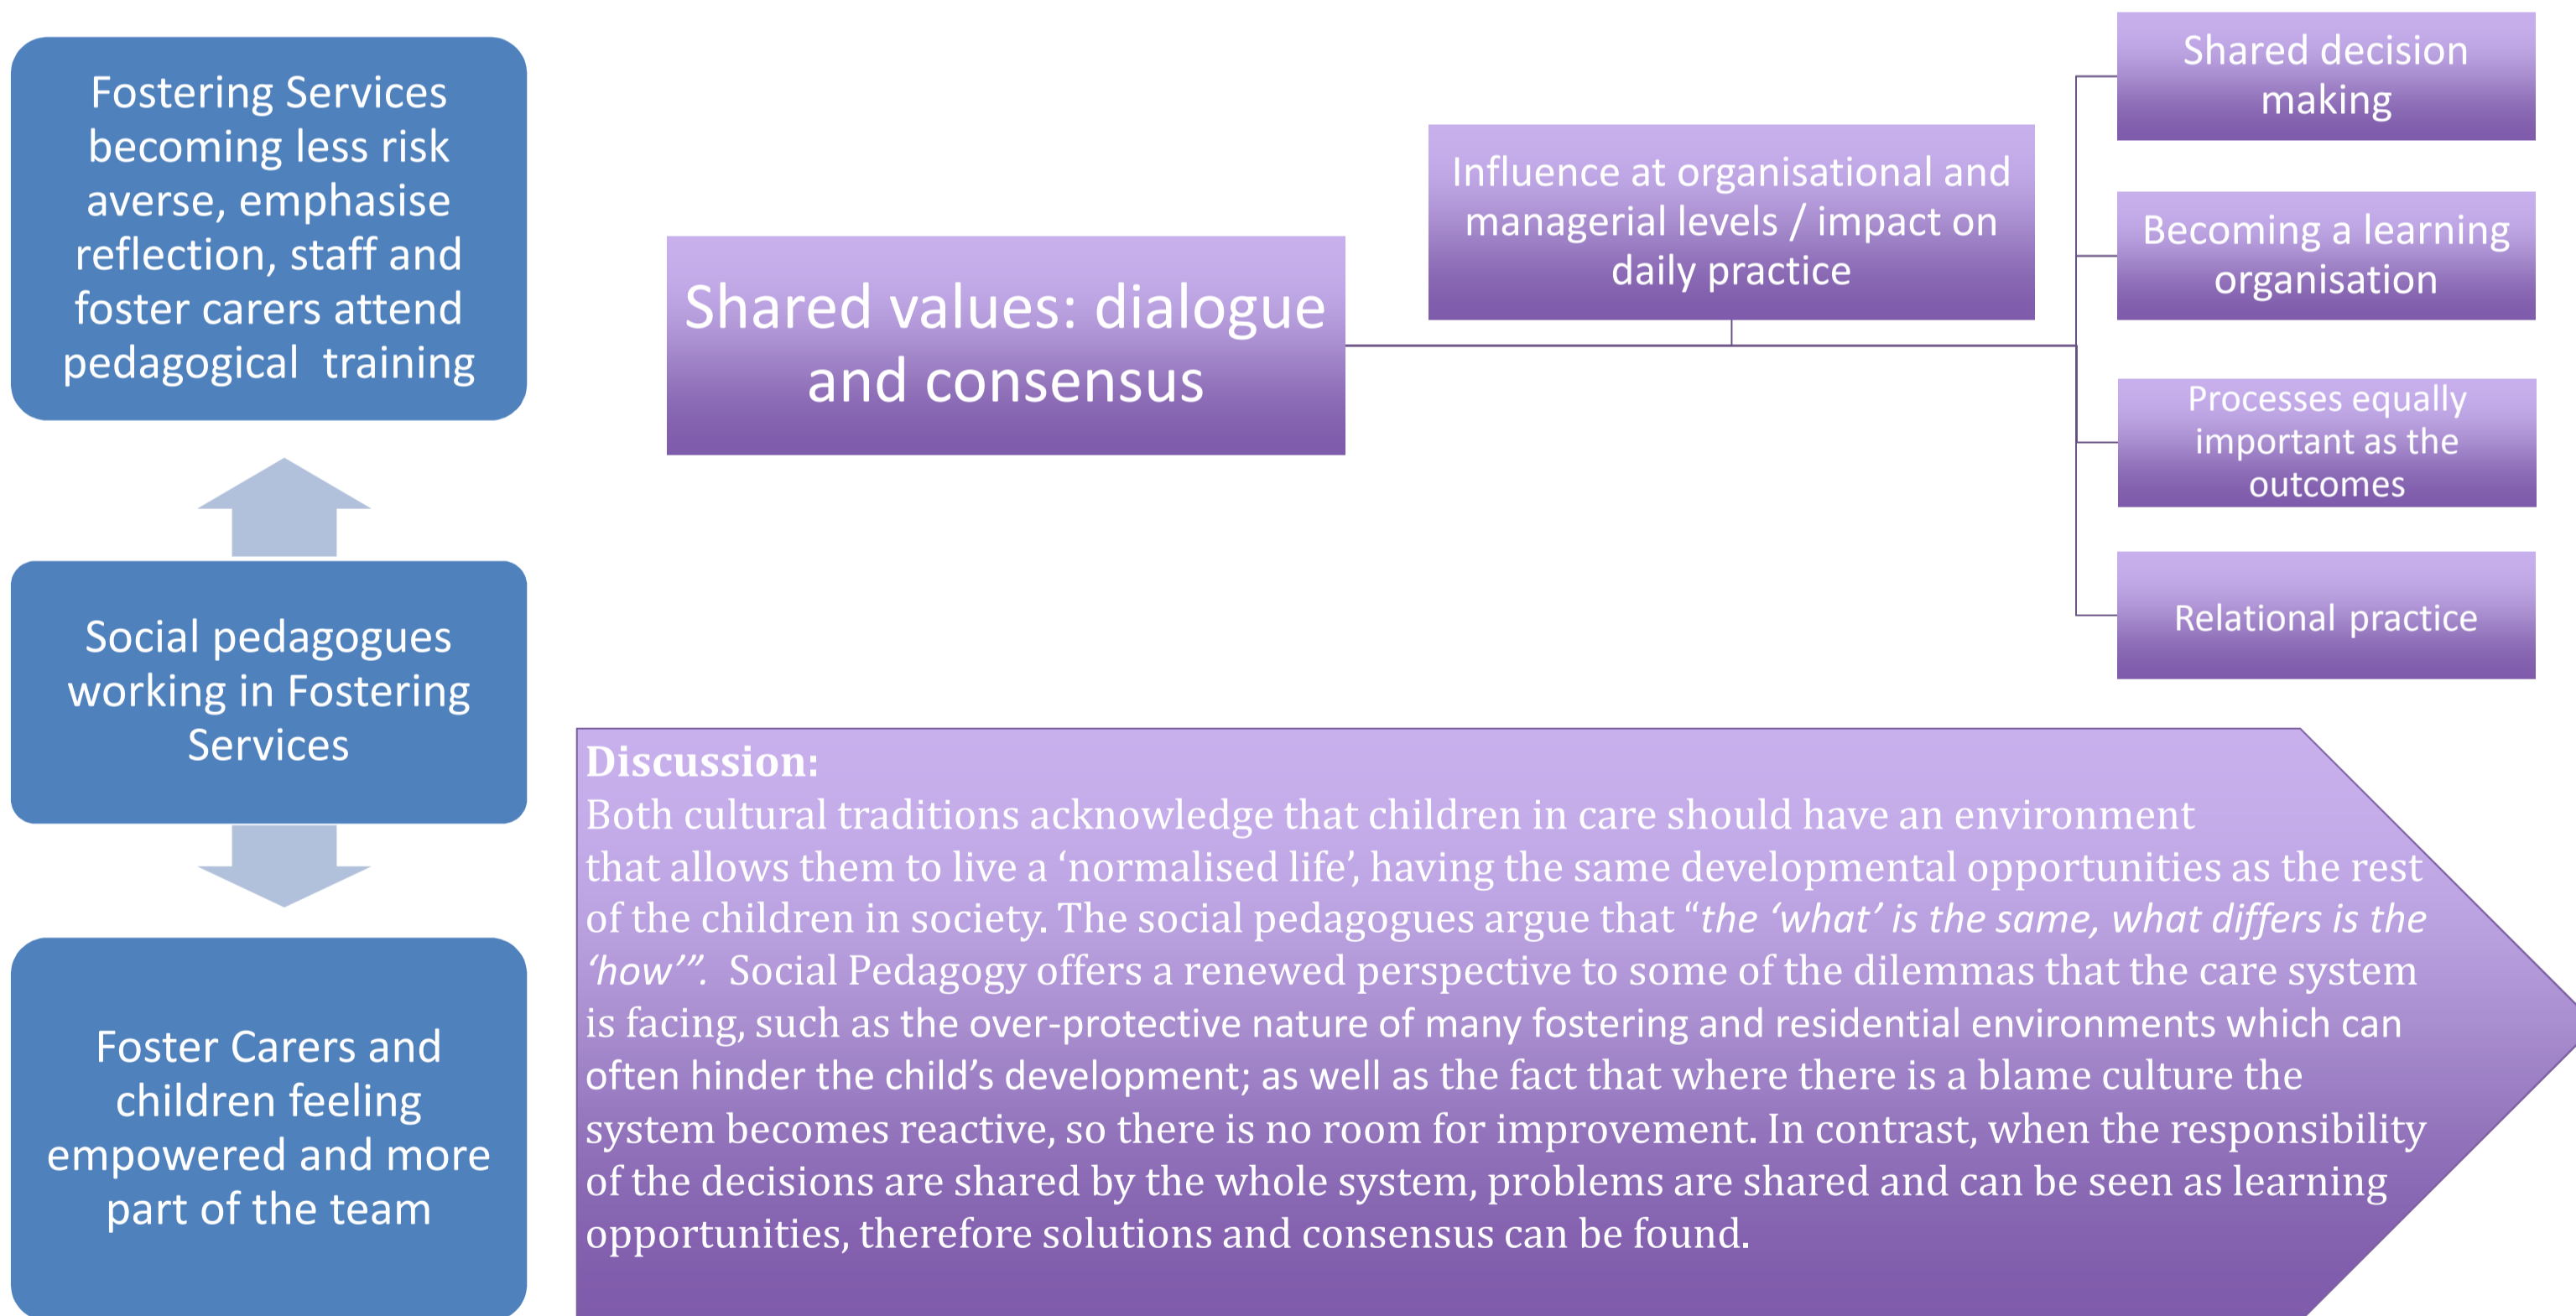 Fostering Services
becoming less risk
averse, emphasise
reflection, staff and
foster carers attend
pedagogical  training
Social pedagogues
working in Fostering
Services
Foster Carers and
children feeling
empowered and more
part of the team
Shared values: dialogue
and consensus
Influence at organisational and
managerial levels / impact on
daily practice
Shared decision
making
Becoming a learning
organisation
Processes equally
important as the
outcomes
Relational practice
Discussion:
Both cultural traditions acknowledge that children in care should have an environment
that allows them to live a ‘normalised life’, having the same developmental opportunities as the rest
of the children in society. The social pedagogues argue that “the ‘what’ is the same, what differs is the
‘how’”.  Social Pedagogy offers a renewed perspective to some of the dilemmas that the care system
is facing, such as the over-protective nature of many fostering and residential environments which can
often hinder the child’s development; as well as the fact that where there is a blame culture the
system becomes reactive, so there is no room for improvement. In contrast, when the responsibility
of the decisions are shared by the whole system, problems are shared and can be seen as learning
opportunities, therefore solutions and consensus can be found.